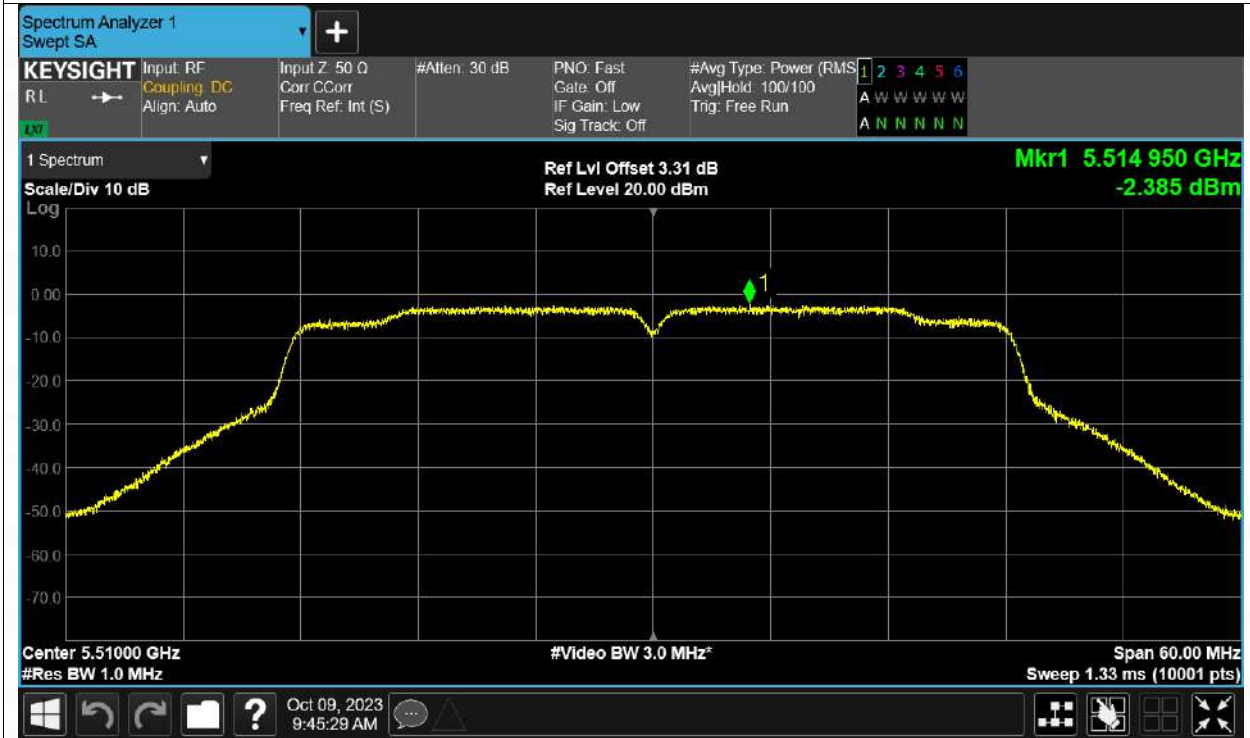 Spectrum Analyzer 1
Swept SA
+
KEYSIGHT
RL
LXI
Input: RF
Coupling: DC
Align: Auto
Input Z: 50 Ω
Corr CCorr
Freq Ref: Int (S)
#Atten: 30 dB
PNO: Fast
Gate: Off
IF Gain: Low
Sig Track: Off
#Avg Type: Power (RMS
Avg|Hold: 100/100
Trig: Free Run
1 2 3 4 5 6
A W W W W W
A N N N N N
1 Spectrum
Scale/Div 10 dB
Log
Ref Lvl Offset 3.31 dB
Ref Level 20.00 dBm
Mkr1 5.514 950 GHz
-2.385 dBm
10.0
0.00
-10.0
-20.0
-30.0
-40.0
-50.0
-60.0
-70.0
1
Center 5.51000 GHz
#Res BW 1.0 MHz
#Video BW 3.0 MHz*
Span 60.00 MHz
Sweep 1.33 ms (10001 pts)
?
Oct 09, 2023
9:45:29 AM